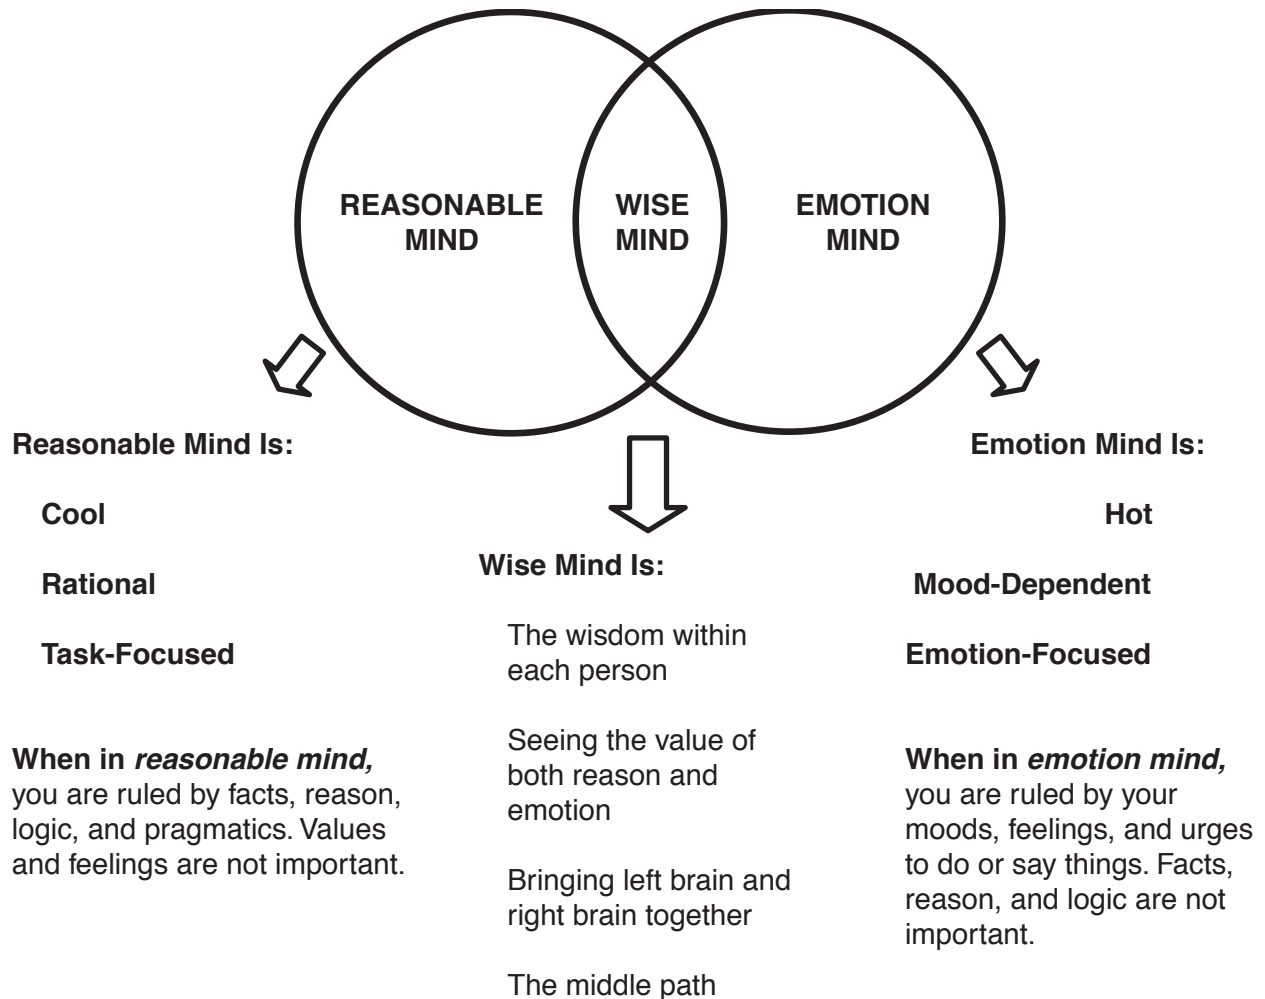 REASONABLE
MIND
WISE
MIND
EMOTION
MIND
Reasonable Mind Is:
Cool
Rational
Task-Focused
When in reasonable mind,
you are ruled by facts, reason,
logic, and pragmatics. Values
and feelings are not important.
Wise Mind Is:
The wisdom within
each person
Seeing the value of
both reason and
emotion
Bringing left brain and
right brain together
The middle path
Emotion Mind Is:
Hot
Mood-Dependent
Emotion-Focused
When in emotion mind,
you are ruled by your
moods, feelings, and urges
to do or say things. Facts,
reason, and logic are not
important.